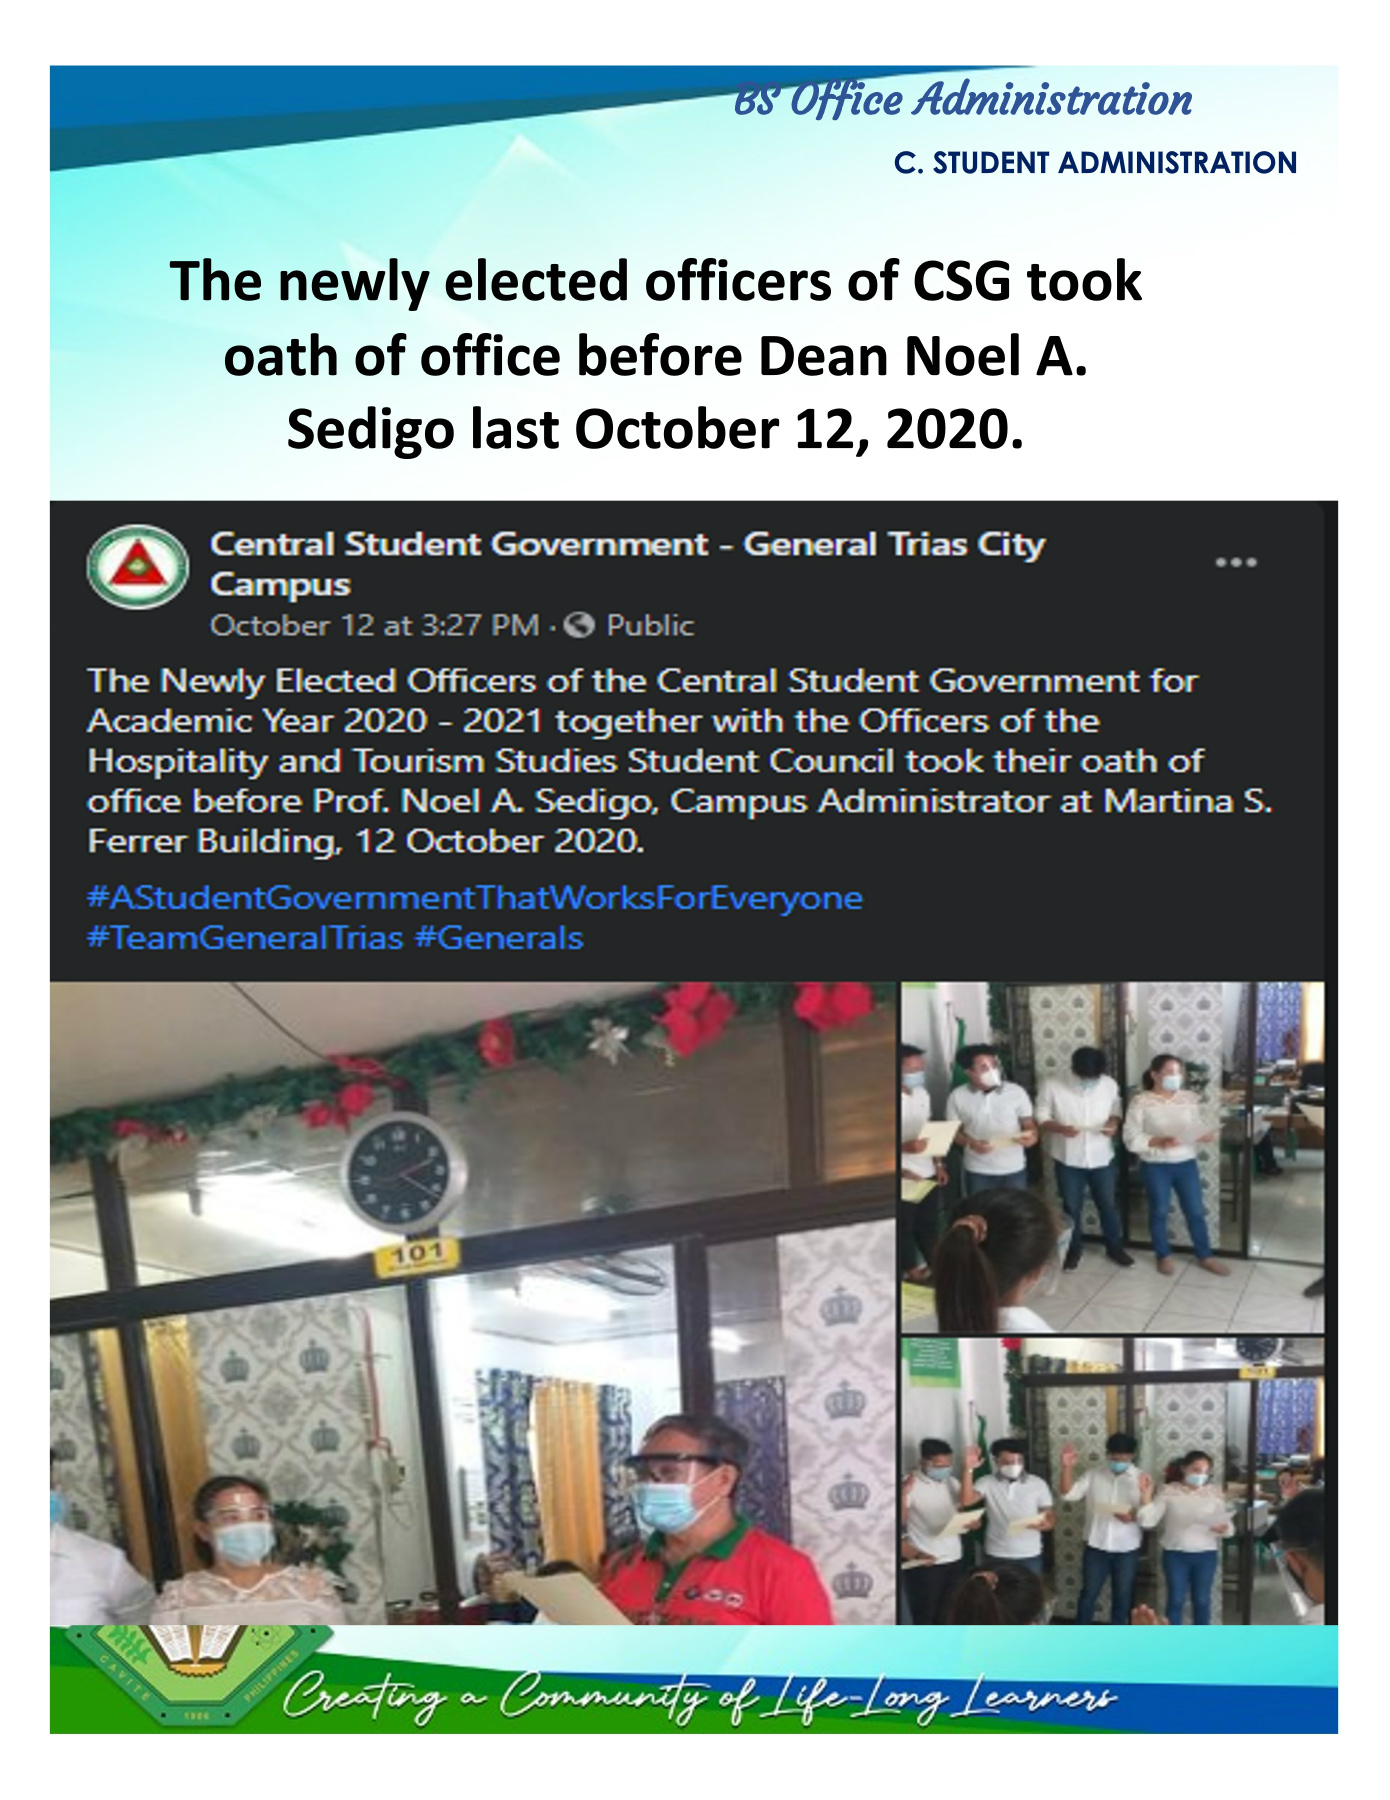 BS Office Administration
C. STUDENT ADMINISTRATION
The newly elected officers of CSG took
oath of office before Dean Noel A.
Sedigo last October 12, 2020.
Central Student Government - General Trias City
Campus
October 12 at 3:27 PM · Public
The Newly Elected Officers of the Central Student Government for
Academic Year 2020 - 2021 together with the Officers of the
Hospitality and Tourism Studies Student Council took their oath of
office before Prof. Noel A. Sedigo, Campus Administrator at Martina S.
Ferrer Building, 12 October 2020.
#AStudentGovernmentThatWorksForEveryone
#TeamGeneralTrias #Generals
101
CAVITE
PHILIPPINES
1906
Creating a Community of Life-Long Learners